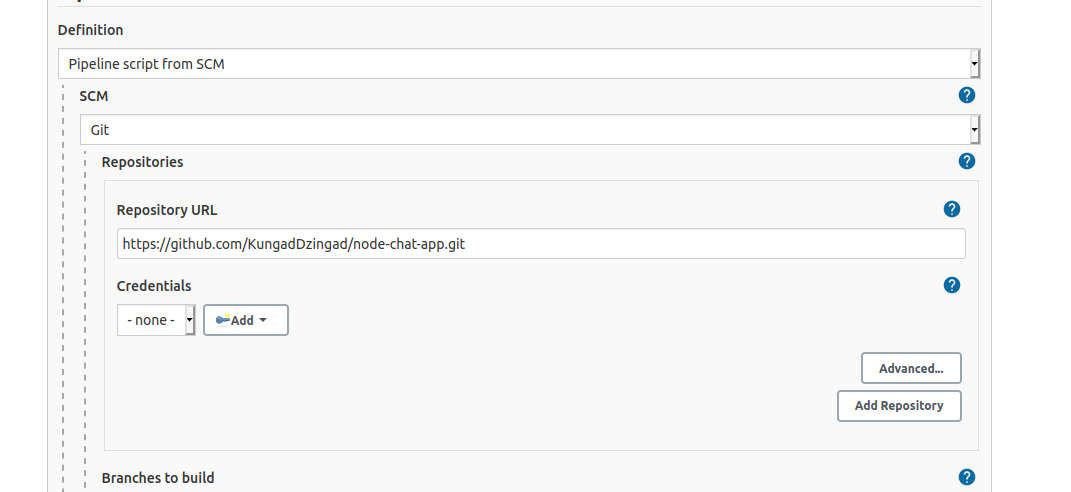 Definition
Pipeline script from SCM
SCM
Git
Repositories
Repository URL
https://github.com/KungadDzingad/node-chat-app.git
Credentials
- none -
Add
Advanced...
Add Repository
Branches to build